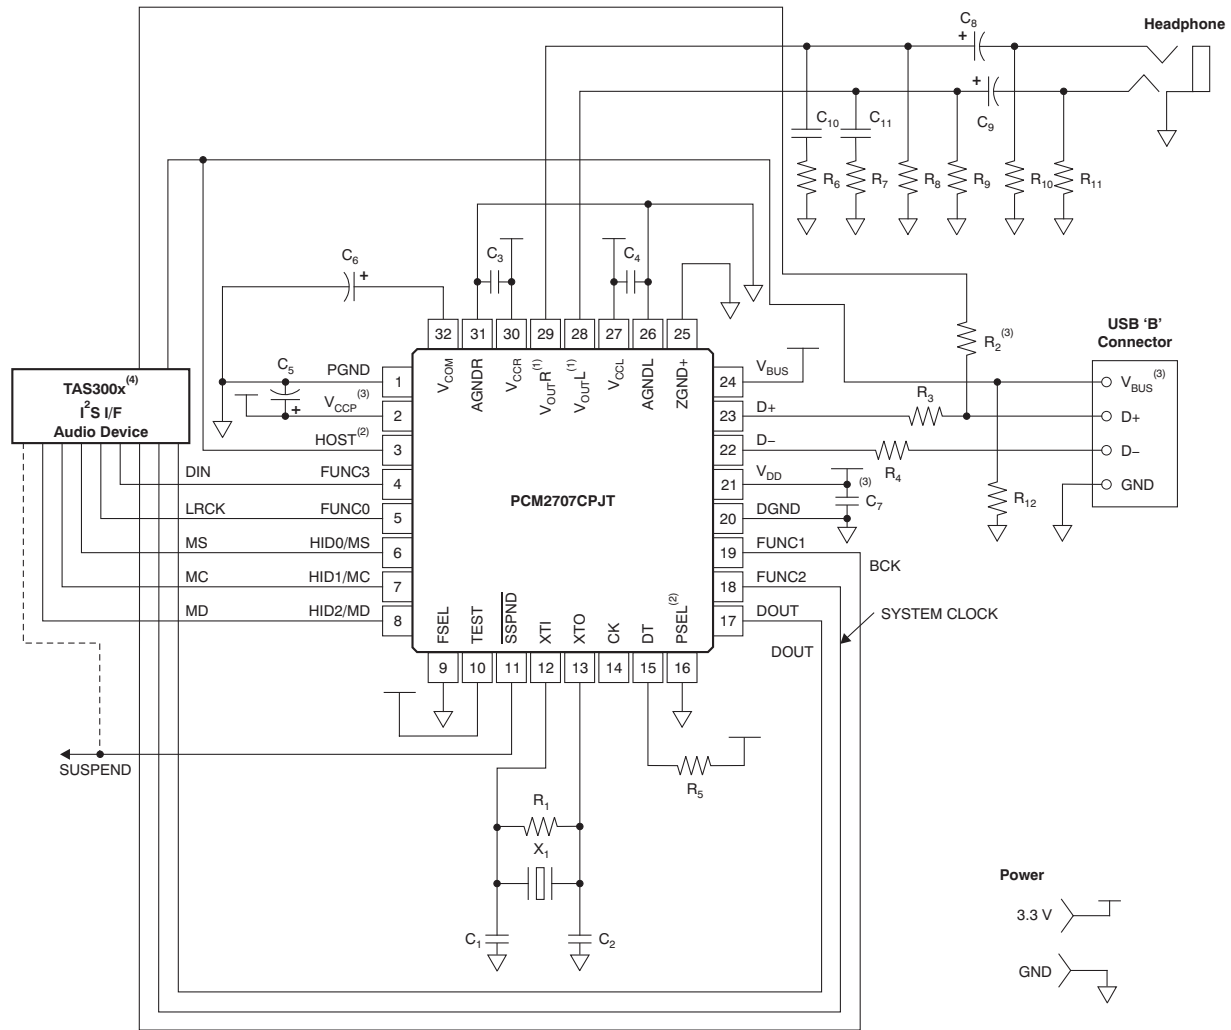 C8
Headphone
+
+
C9
C10
C11
R6
R7
R8
R9
R10
R11
C6
+
C3
C4
32
31
30
29
28
27
26
25
VCOM
AGNDR
VCCR
VOUTR(1)
VOUTL(1)
VCCL
AGNDL
ZGND+
USB ‘B’
Connector
R2(3)
C5
+
PGND
1
24
VBUS
VBUS(3)
TAS300x(4)
I2S I/F
Audio Device
VCCP(3)
2
23
D+
R3
D+
HOST(2)
3
22
D−
R4
D−
DIN
FUNC3
4
21
VDD
(3)
C7
GND
R12
PCM2707CPJT
LRCK
FUNC0
5
20
DGND
MS
HID0/MS
6
19
FUNC1
BCK
MC
HID1/MC
7
18
FUNC2
MD
HID2/MD
8
17
DOUT
SYSTEM CLOCK
DOUT
FSEL
TEST
SSPND
XTI
XTO
CK
DT
PSEL(2)
9
10
11
12
13
14
15
16
SUSPEND
R5
R1
X1
C1
C2
Power
3.3 V
GND